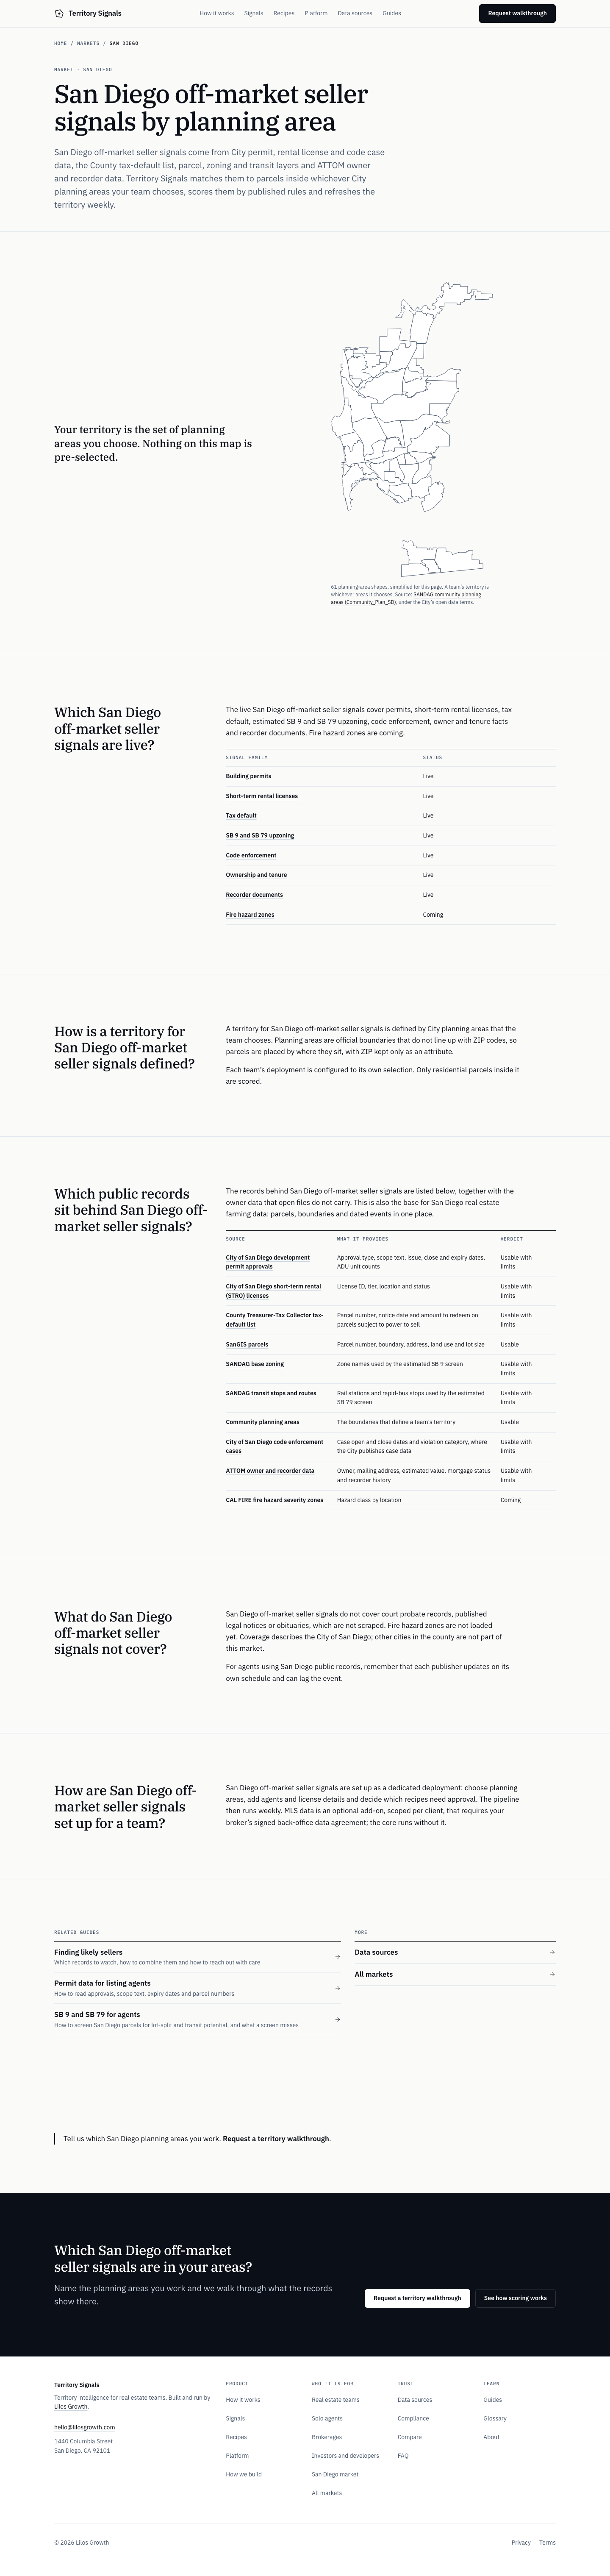 Territory Signals
How it works
Signals
Recipes
Platform
Data sources
Guides
Request walkthrough
HOME / MARKETS / SAN DIEGO
MARKET · SAN DIEGO
San Diego off-market seller
signals by planning area
San Diego off-market seller signals come from City permit, rental license and code case
data, the County tax-default list, parcel, zoning and transit layers and ATTOM owner
and recorder data. Territory Signals matches them to parcels inside whichever City
planning areas your team chooses, scores them by published rules and refreshes the
territory weekly.
Your territory is the set of planning
areas you choose. Nothing on this map is
pre-selected.
61 planning-area shapes, simplified for this page. A team's territory is
whichever areas it chooses. Source: SANDAG community planning
areas (Community_Plan_SD), under the City's open data terms.
Which San Diego
off-market seller
signals are live?
The live San Diego off-market seller signals cover permits, short-term rental licenses, tax
default, estimated SB 9 and SB 79 upzoning, code enforcement, owner and tenure facts
and recorder documents. Fire hazard zones are coming.
SIGNAL FAMILY
STATUS
Building permits
Live
Short-term rental licenses
Live
Tax default
Live
SB 9 and SB 79 upzoning
Live
Code enforcement
Live
Ownership and tenure
Live
Recorder documents
Live
Fire hazard zones
Coming
How is a territory for
San Diego off-market
seller signals defined?
A territory for San Diego off-market seller signals is defined by City planning areas that the
team chooses. Planning areas are official boundaries that do not line up with ZIP codes, so
parcels are placed by where they sit, with ZIP kept only as an attribute.
Each team's deployment is configured to its own selection. Only residential parcels inside it
are scored.
Which public records
sit behind San Diego off-
market seller signals?
The records behind San Diego off-market seller signals are listed below, together with the
owner data that open files do not carry. This is also the base for San Diego real estate
farming data: parcels, boundaries and dated events in one place.
SOURCE
WHAT IT PROVIDES
VERDICT
City of San Diego development
permit approvals
Approval type, scope text, issue, close and expiry dates,
ADU unit counts
Usable with
limits
City of San Diego short-term rental
(STRO) licenses
License ID, tier, location and status
Usable with
limits
County Treasurer-Tax Collector tax-
default list
Parcel number, notice date and amount to redeem on
parcels subject to power to sell
Usable with
limits
SanGIS parcels
Parcel number, boundary, address, land use and lot size
Usable
SANDAG base zoning
Zone names used by the estimated SB 9 screen
Usable with
limits
SANDAG transit stops and routes
Rail stations and rapid-bus stops used by the estimated
SB 79 screen
Usable with
limits
Community planning areas
The boundaries that define a team's territory
Usable
City of San Diego code enforcement
cases
Case open and close dates and violation category, where
the City publishes case data
Usable with
limits
ATTOM owner and recorder data
Owner, mailing address, estimated value, mortgage status
and recorder history
Usable with
limits
CAL FIRE fire hazard severity zones
Hazard class by location
Coming
What do San Diego
off-market seller
signals not cover?
San Diego off-market seller signals do not cover court probate records, published
legal notices or obituaries, which are not scraped. Fire hazard zones are not loaded
yet. Coverage describes the City of San Diego; other cities in the county are not part of
this market.
For agents using San Diego public records, remember that each publisher updates on its
own schedule and can lag the event.
How are San Diego off-
market seller signals
set up for a team?
San Diego off-market seller signals are set up as a dedicated deployment: choose planning
areas, add agents and license details and decide which recipes need approval. The pipeline
then runs weekly. MLS data is an optional add-on, scoped per client, that requires your
broker's signed back-office data agreement; the core runs without it.
RELATED GUIDES
Finding likely sellers
Which records to watch, how to combine them and how to reach out with care
→
Permit data for listing agents
How to read approvals, scope text, expiry dates and parcel numbers
→
SB 9 and SB 79 for agents
How to screen San Diego parcels for lot-split and transit potential, and what a screen misses
→
MORE
Data sources →
All markets →
Tell us which San Diego planning areas you work. Request a territory walkthrough.
Which San Diego off-market
seller signals are in your areas?
Name the planning areas you work and we walk through what the records
show there.
Request a territory walkthrough
See how scoring works
Territory Signals
Territory intelligence for real estate teams. Built and run by
Lilos Growth.
hello@lilosgrowth.com
1440 Columbia Street
San Diego, CA 92101
PRODUCT
How it works
Signals
Recipes
Platform
How we build
WHO IT IS FOR
Real estate teams
Solo agents
Brokerages
Investors and developers
San Diego market
All markets
TRUST
Data sources
Compliance
Compare
FAQ
LEARN
Guides
Glossary
About
© 2026 Lilos Growth
Privacy
Terms